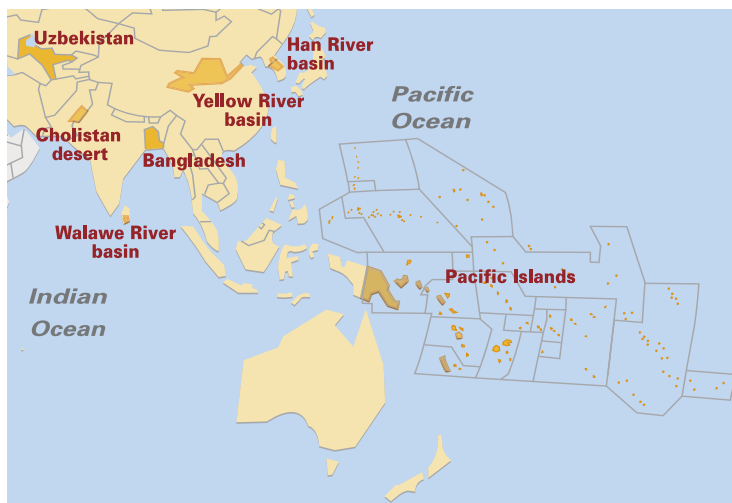 Uzbekistan
Han River
basin
Yellow River
basin
Pacific
Ocean
Cholistan
desert
Bangladesh
Walawe River
basin
Pacific Islands
Indian
Ocean